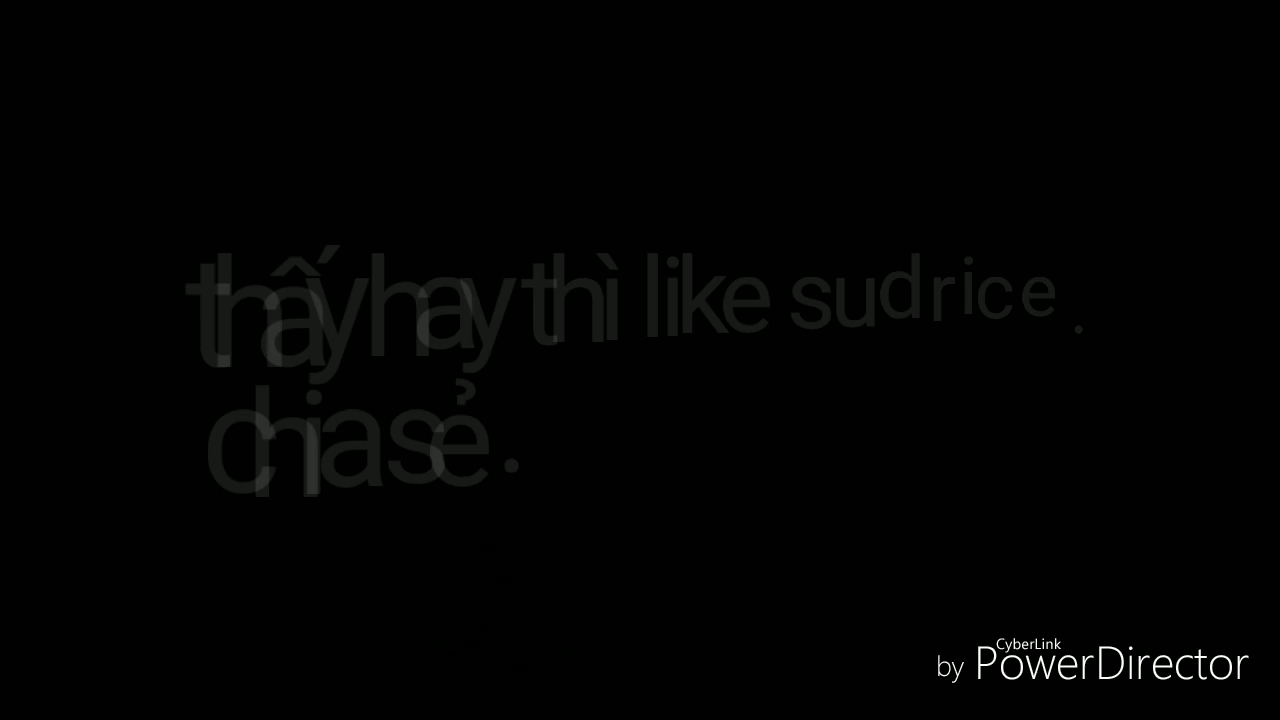 thấy hay thì like sudrice .
chia sẻ .
by CyberLink PowerDirector